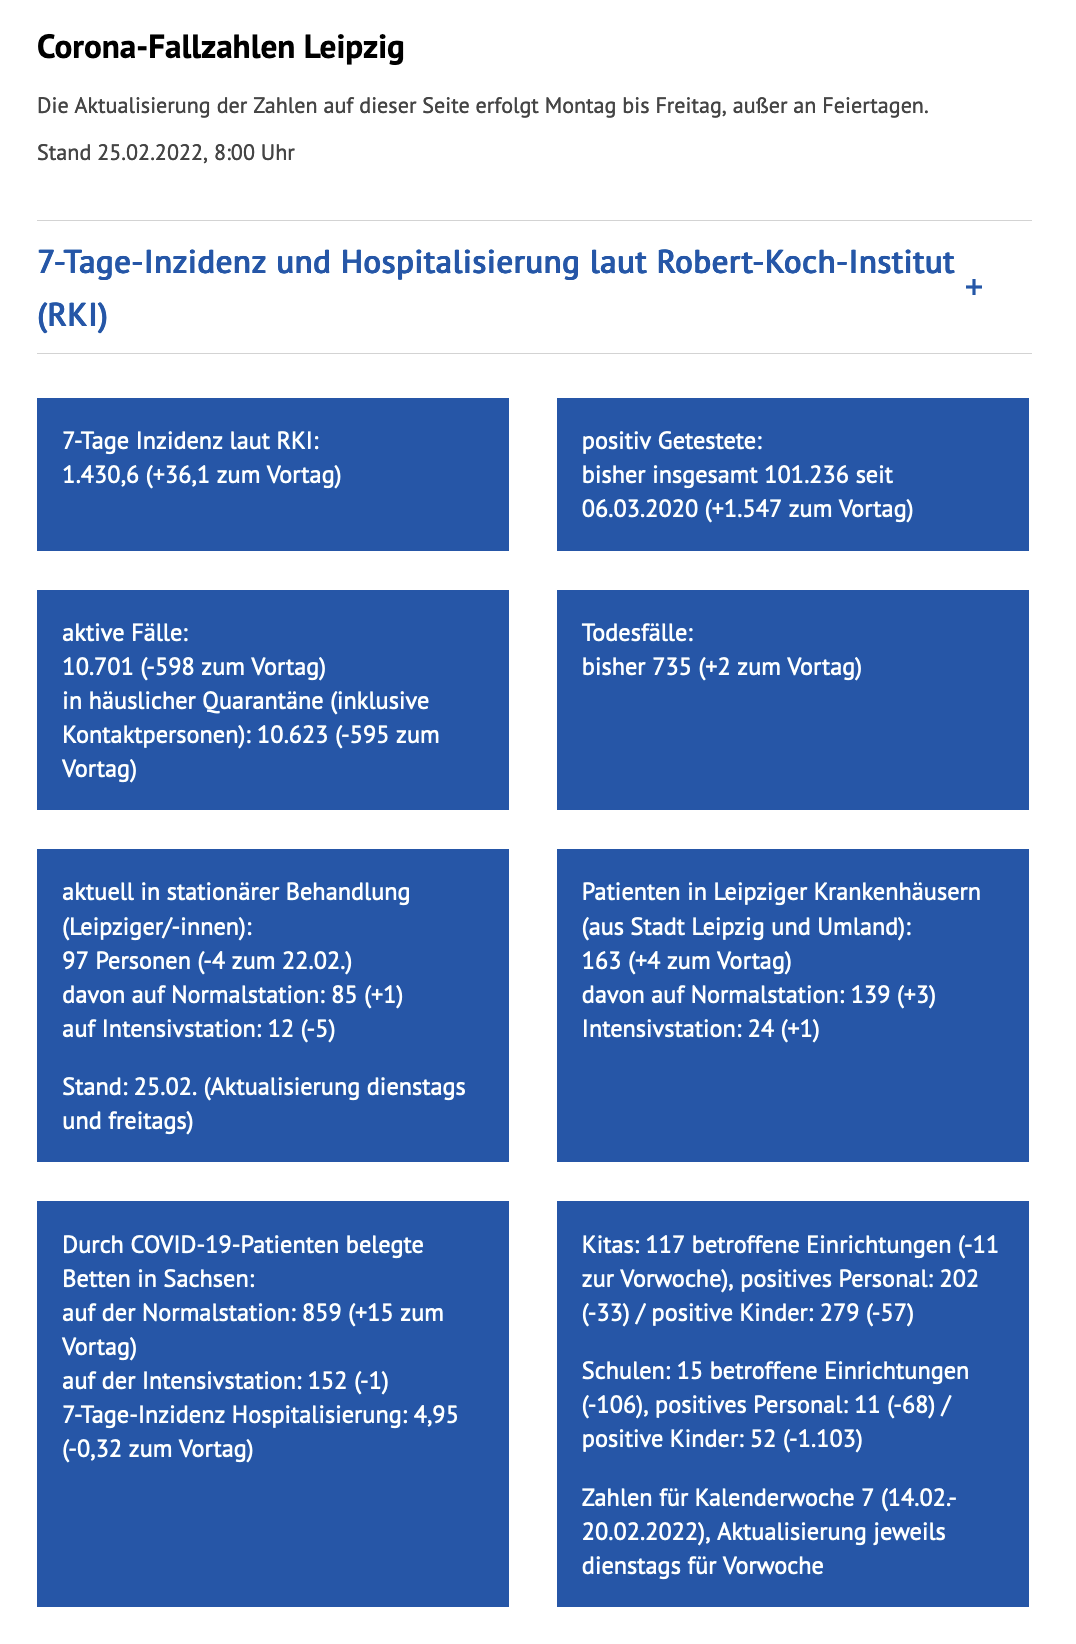 Corona-Fallzahlen Leipzig
Die Aktualisierung der Zahlen auf dieser Seite erfolgt Montag bis Freitag, außer an Feiertagen.
Stand 25.02.2022, 8:00 Uhr
7-Tage-Inzidenz und Hospitalisierung laut Robert-Koch-Institut
(RKI)
+
7-Tage Inzidenz laut RKI:
1.430,6 (+36,1 zum Vortag)
positiv Getestete:
bisher insgesamt 101.236 seit
06.03.2020 (+1.547 zum Vortag)
aktive Fälle:
10.701 (-598 zum Vortag)
in häuslicher Quarantäne (inklusive
Kontaktpersonen): 10.623 (-595 zum
Vortag)
Todesfälle:
bisher 735 (+2 zum Vortag)
aktuell in stationärer Behandlung
(Leipziger/-innen):
97 Personen (-4 zum 22.02.)
davon auf Normalstation: 85 (+1)
auf Intensivstation: 12 (-5)
Stand: 25.02. (Aktualisierung dienstags
und freitags)
Patienten in Leipziger Krankenhäusern
(aus Stadt Leipzig und Umland):
163 (+4 zum Vortag)
davon auf Normalstation: 139 (+3)
Intensivstation: 24 (+1)
Durch COVID-19-Patienten belegte
Betten in Sachsen:
auf der Normalstation: 859 (+15 zum
Vortag)
auf der Intensivstation: 152 (-1)
7-Tage-Inzidenz Hospitalisierung: 4,95
(-0,32 zum Vortag)
Kitas: 117 betroffene Einrichtungen (-11
zur Vorwoche), positives Personal: 202
(-33) / positive Kinder: 279 (-57)
Schulen: 15 betroffene Einrichtungen
(-106), positives Personal: 11 (-68) /
positive Kinder: 52 (-1.103)
Zahlen für Kalenderwoche 7 (14.02.-
20.02.2022), Aktualisierung jeweils
dienstags für Vorwoche